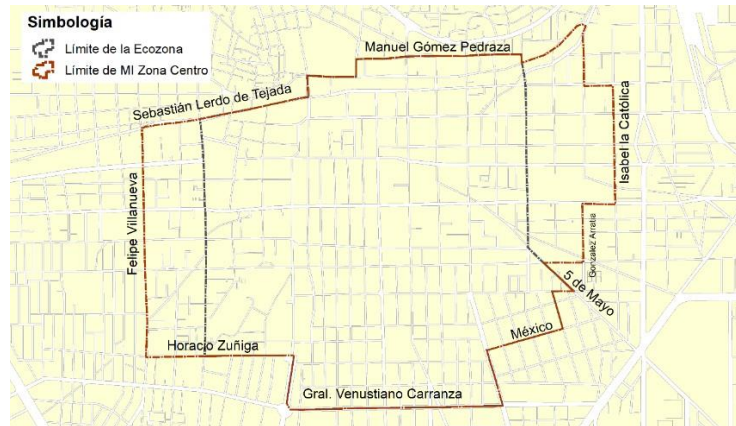 Simbología
Límite de la Ecozona
Límite de MI Zona Centro
Manuel Gómez Pedraza
Sebastián Lerdo de Tejada
Isabel la Católica
Felipe Villanueva
Gonzalez Arratia
5 de Mayo
México
Horacio Zuñiga
Gral. Venustiano Carranza